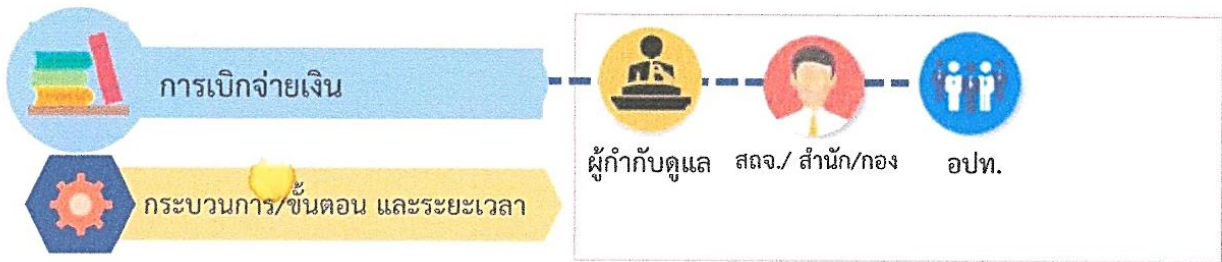 การเบิกจ่ายเงิน
ผู้กำกับดูแล สถจ./ สำนัก/กอง อปท.
กระบวนการ/ขั้นตอน และระยะเวลา